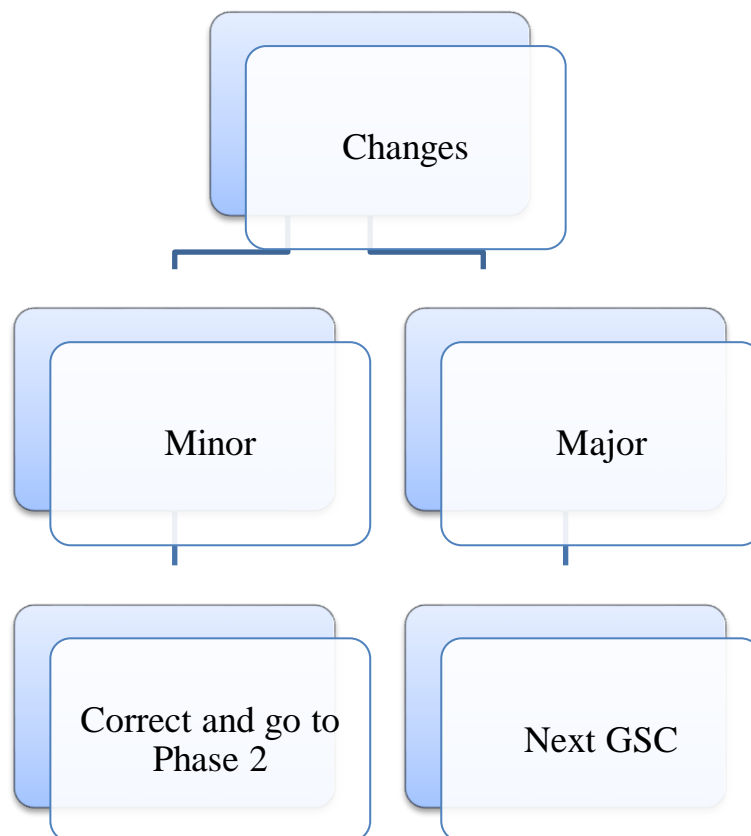 Changes
Minor
Major
Correct and go to
Phase 2
Next GSC